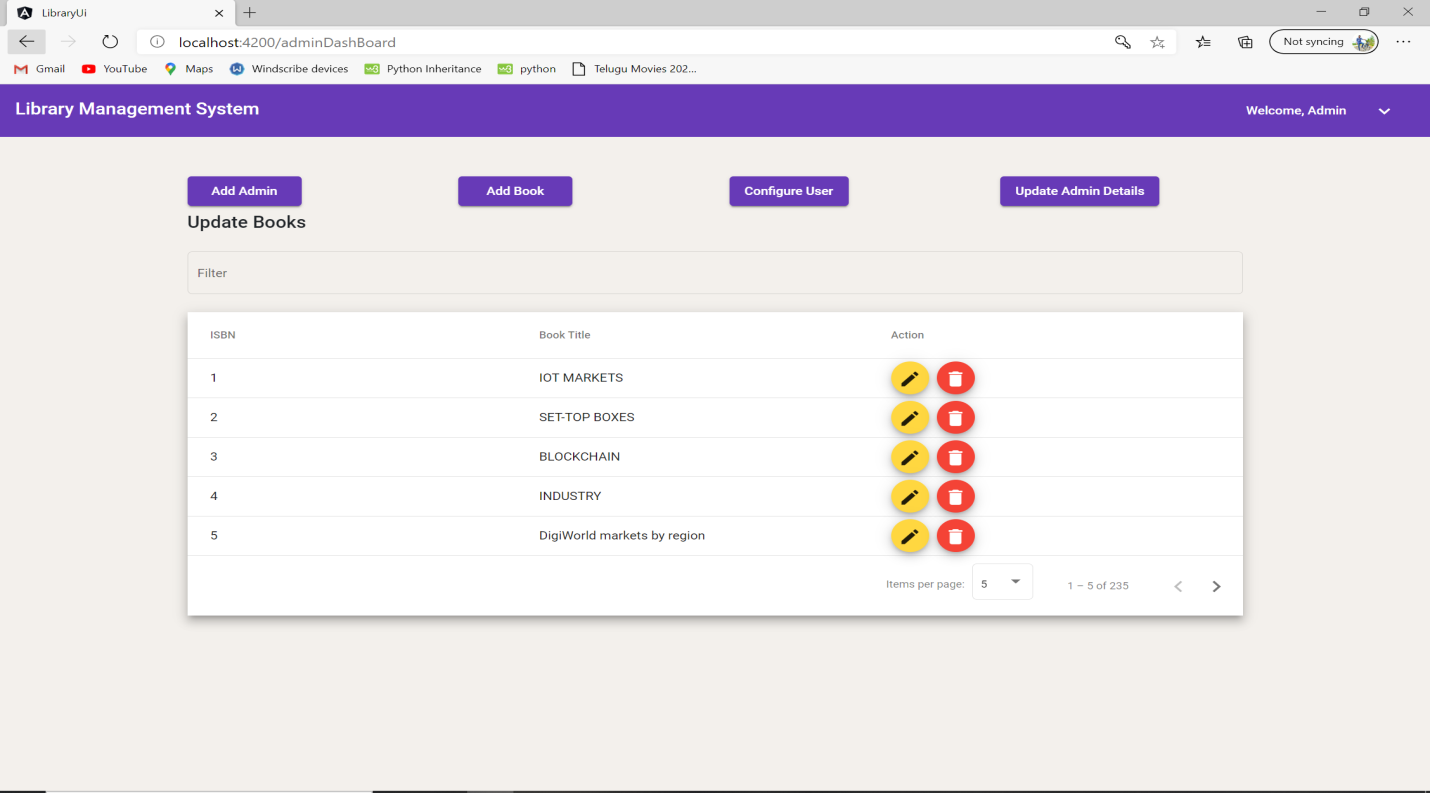 LibraryUi
localhost:4200/adminDashBoard
Not syncing
Gmail YouTube Maps Windscribe devices Python Inheritance python Telugu Movies 202...
Library Management System
Welcome, Admin
Add Admin Add Book Configure User Update Admin Details
Update Books
Filter
ISBN Book Title Action
1 IOT MARKETS
2 SET-TOP BOXES
3 BLOCKCHAIN
4 INDUSTRY
5 DigiWorld markets by region
Items per page: 5 1 – 5 of 235